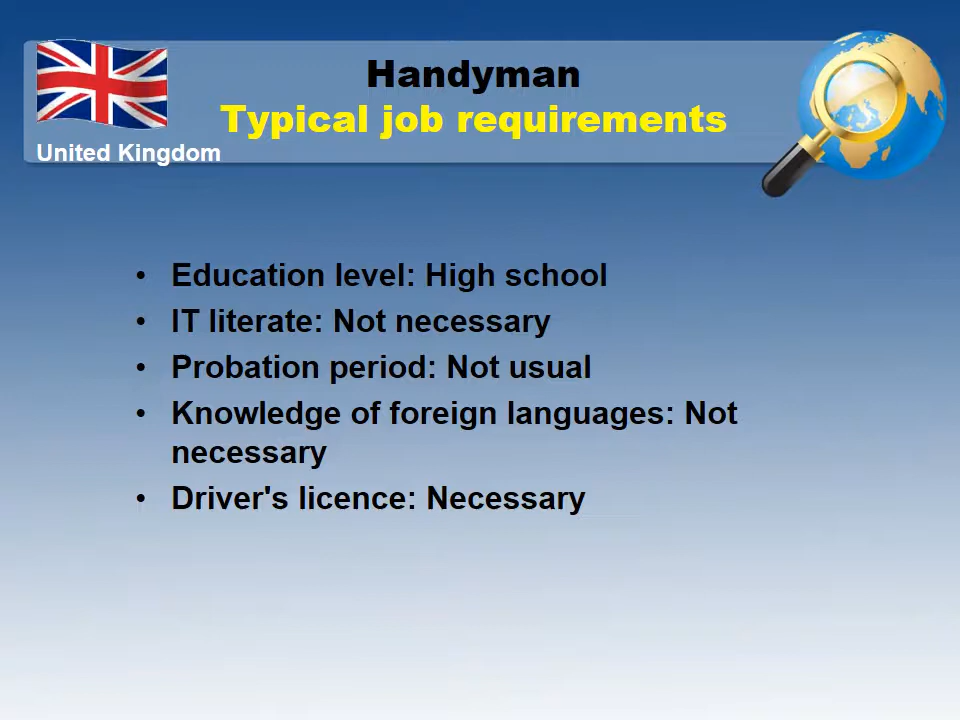 Handyman
Typical job requirements
United Kingdom
• Education level: High school
• IT literate: Not necessary
• Probation period: Not usual
• Knowledge of foreign languages: Not
necessary
• Driver's licence: Necessary